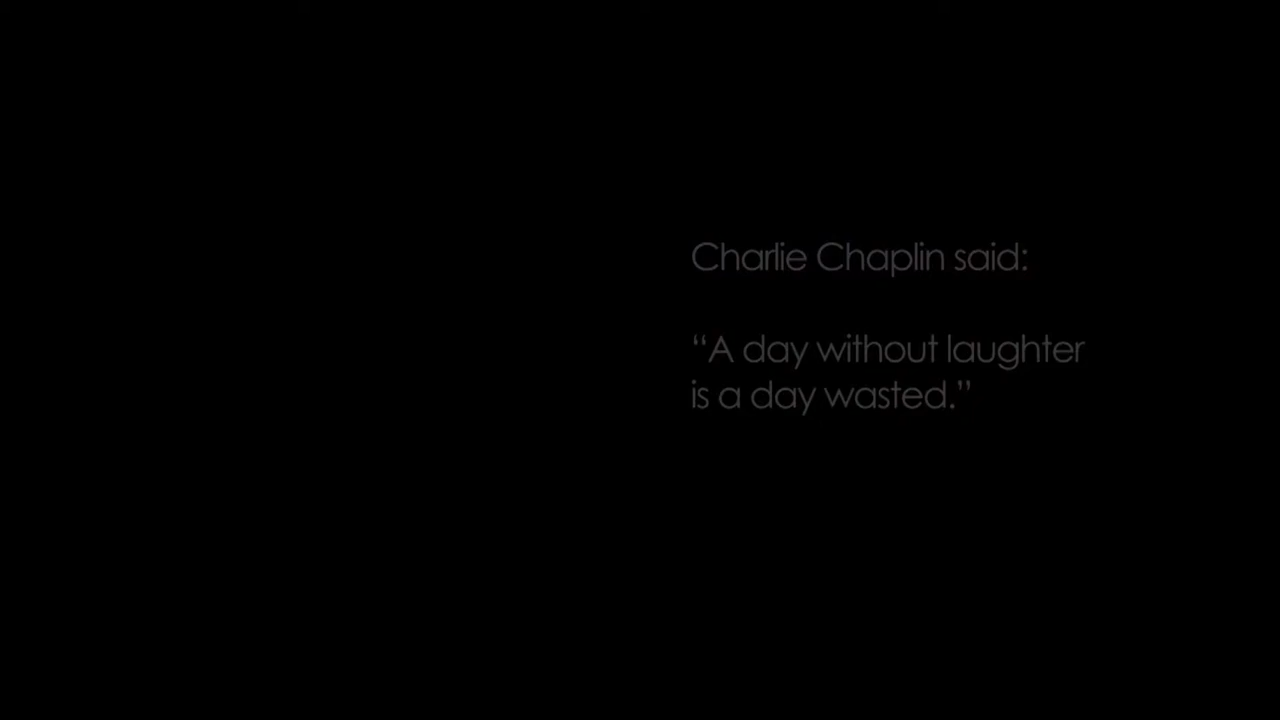 Charlie Chaplin said:
“A day without laughter
is a day wasted.”